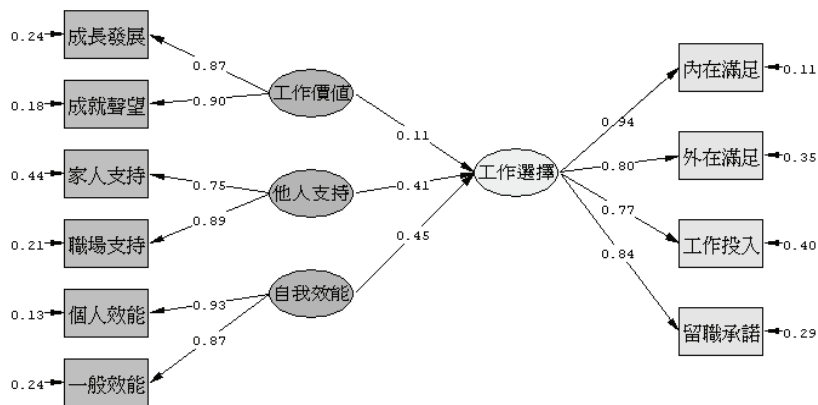 0.24
成長發展
0.87
0.18
成就聲望
0.90
工作價值
0.11
0.44
家人支持
0.75
他人支持
0.41
0.21
職場支持
0.89
0.45
0.13
個人效能
0.93
自我效能
0.24
一般效能
0.87
工作選擇
0.94
內在滿足
0.11
0.80
外在滿足
0.35
0.77
工作投入
0.40
0.84
留職承諾
0.29